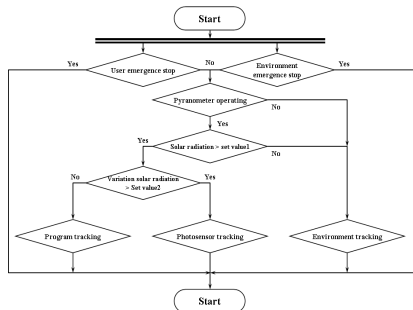 Start
Yes
User emergence stop
No
Environment
emergence stop
Yes
Pyranometer operating
No
Yes
Solar radiation > set value1
Yes
No
Variation solar radiation
> Set value2
No
Yes
Program tracking
Photosensor tracking
Environment tracking
Start